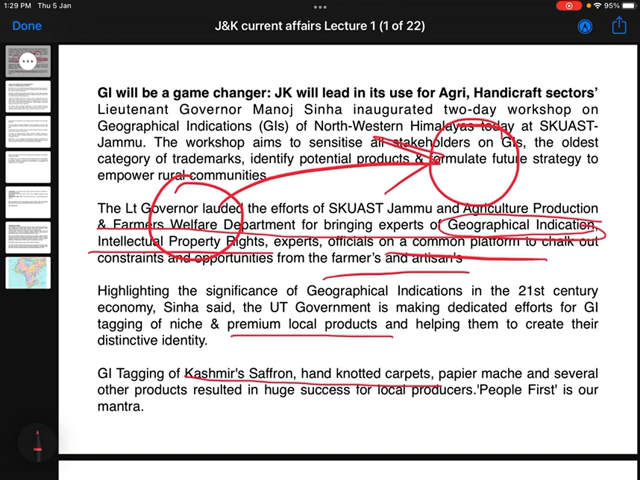 1:29 PM Thu 5 Jan
95%
Done
J&K current affairs Lecture 1 (1 of 22)
GI will be a game changer: JK will lead in its use for Agri, Handicraft sectors'
Lieutenant Governor Manoj Sinha inaugurated two-day workshop on
Geographical Indications (GIs) of North-Western Himalayas today at SKUAST-
Jammu. The workshop aims to sensitise all stakeholders on GIs, the oldest
category of trademarks, identify potential products & formulate future strategy to
empower rural communities.
The Lt Governor lauded the efforts of SKUAST Jammu and Agriculture Production
& Farmers Welfare Department for bringing experts of Geographical Indication,
Intellectual Property Rights, experts, officials on a common platform to chalk out
constraints and opportunities from the farmer's and artisan's
Highlighting the significance of Geographical Indications in the 21st century
economy, Sinha said, the UT Government is making dedicated efforts for GI
tagging of niche & premium local products and helping them to create their
distinctive identity.
GI Tagging of Kashmir's Saffron, hand knotted carpets, papier mache and several
other products resulted in huge success for local producers.'People First' is our
mantra.